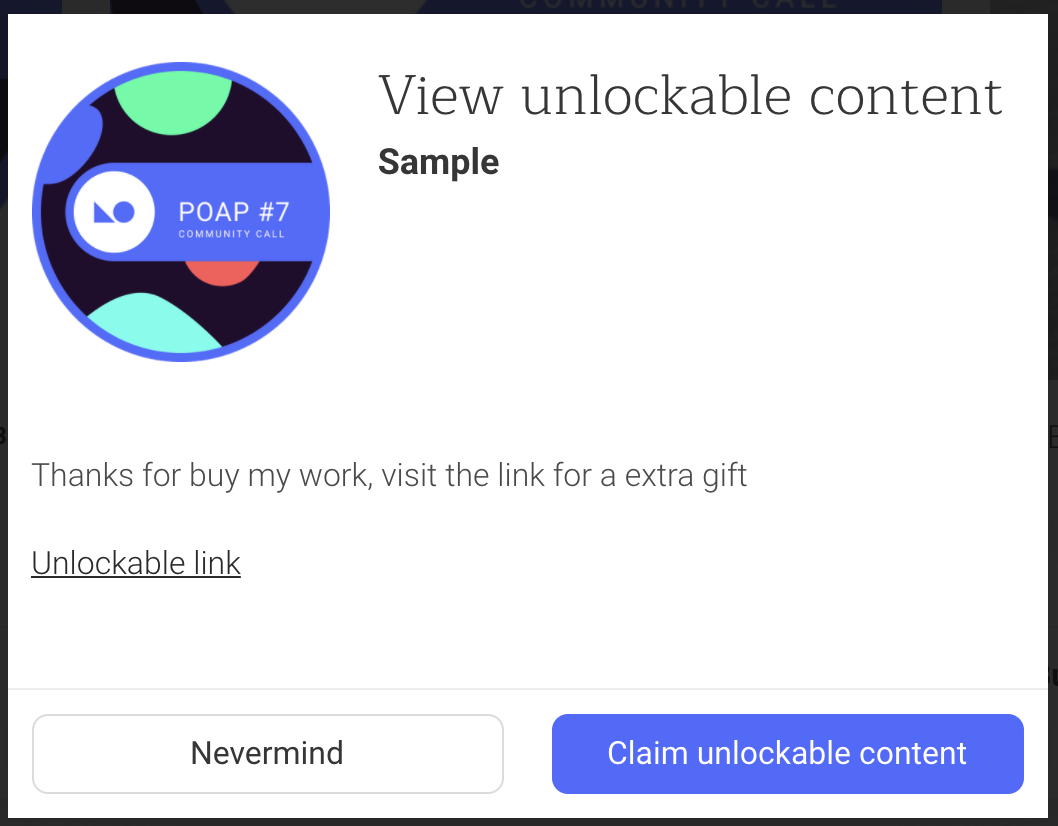 COMMUNITY CALL
View unlockable content
Sample
POAP #7
COMMUNITY CALL
Thanks for buy my work, visit the link for a extra gift
Unlockable link
Nevermind
Claim unlockable content